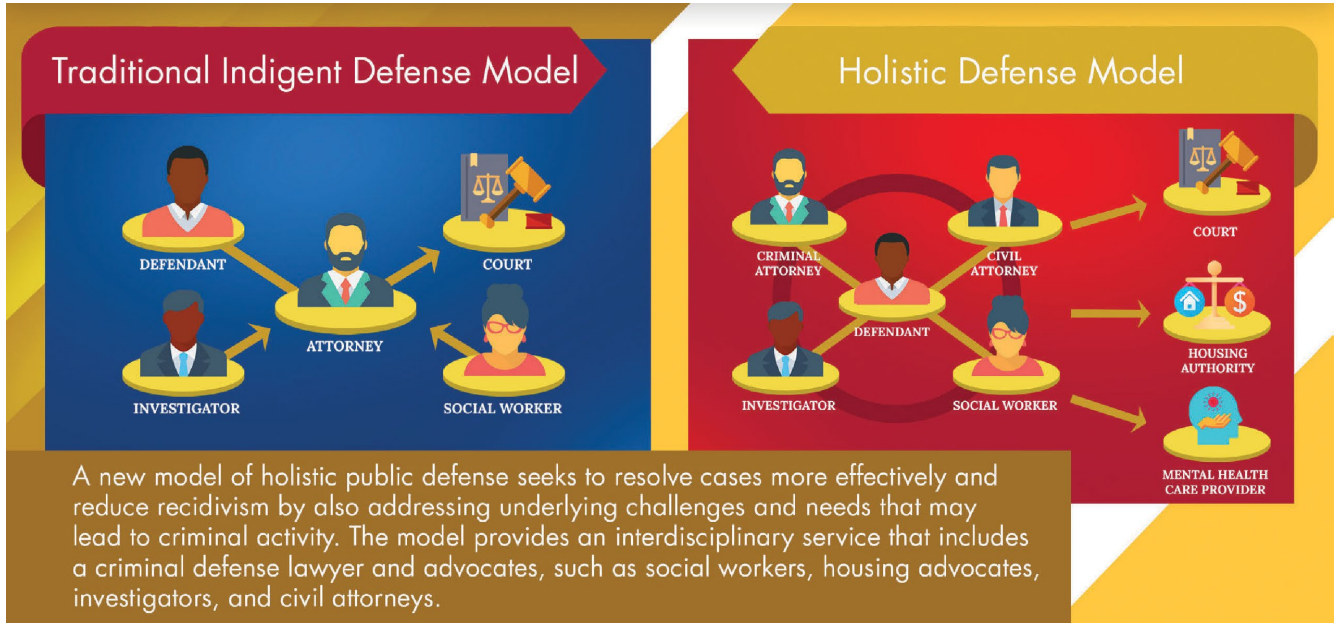 Traditional Indigent Defense Model
DEFENDANT
COURT
ATTORNEY
INVESTIGATOR
SOCIAL WORKER
Holistic Defense Model
CRIMINAL
ATTORNEY
CIVIL
ATTORNEY
DEFENDANT
INVESTIGATOR
SOCIAL WORKER
COURT
$
HOUSING
AUTHORITY
MENTAL HEALTH
CARE PROVIDER
A new model of holistic public defense seeks to resolve cases more effectively and
reduce recidivism by also addressing underlying challenges and needs that may
lead to criminal activity. The model provides an interdisciplinary service that includes
a criminal defense lawyer and advocates, such as social workers, housing advocates,
investigators, and civil attorneys.